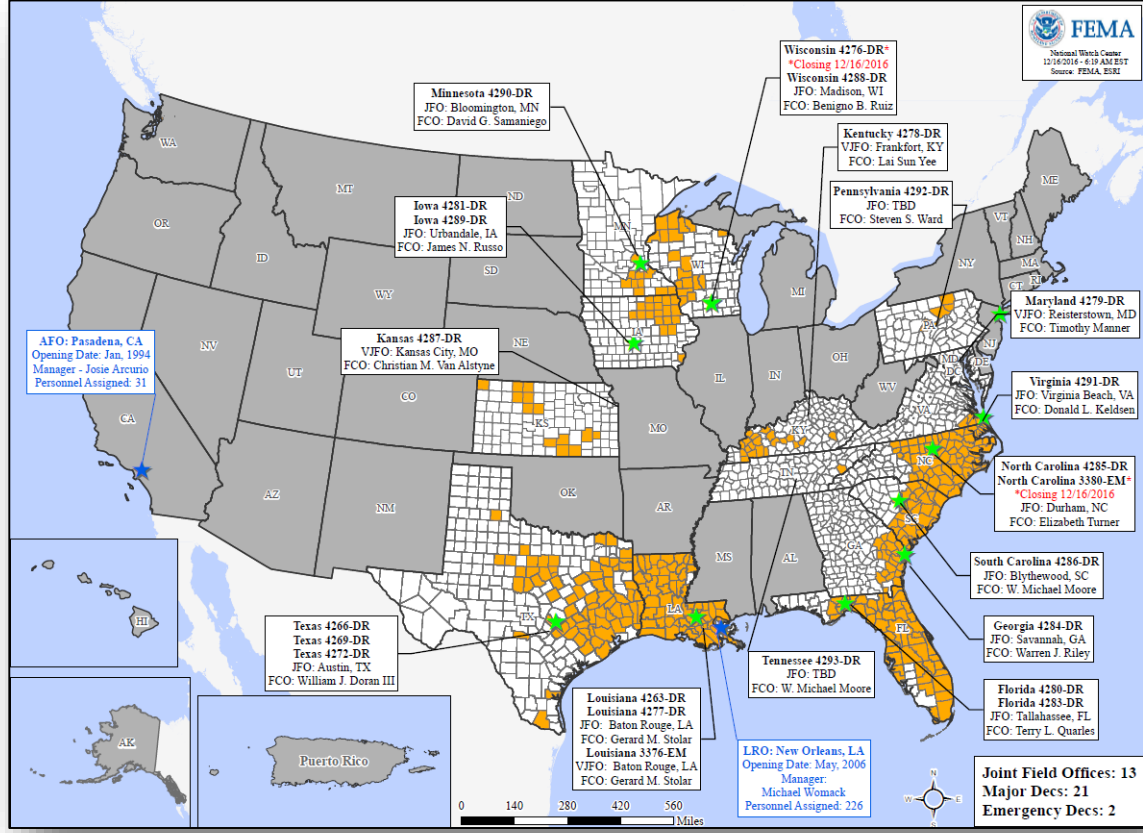 FEMA
National Watch Center
12/16/2016 - 6:19 AM EST
Source: FEMA, ESRI
Wisconsin 4276-DR*
*Closing 12/16/2016
Wisconsin 4288-DR
JFO: Madison, WI
FCO: Benigno B. Ruiz
Minnesota 4290-DR
JFO: Bloomington, MN
FCO: David G. Samaniego
Kentucky 4278-DR
VJFO: Frankfort, KY
FCO: Lai Sun Yee
Pennsylvania 4292-DR
JFO: TBD
FCO: Steven S. Ward
Iowa 4281-DR
Iowa 4289-DR
JFO: Urbandale, IA
FCO: James N. Russo
Maryland 4279-DR
VJFO: Reisterstown, MD
FCO: Timothy Manner
Kansas 4287-DR
VJFO: Kansas City, MO
FCO: Christian M. Van Alstyne
AFO: Pasadena, CA
Opening Date: Jan, 1994
Manager - Josie Arcurio
Personnel Assigned: 31
Virginia 4291-DR
JFO: Virginia Beach, VA
FCO: Donald L. Keldsen
North Carolina 4285-DR
North Carolina 3380-EM*
*Closing 12/16/2016
JFO: Durham, NC
FCO: Elizabeth Turner
South Carolina 4286-DR
JFO: Blythewood, SC
FCO: W. Michael Moore
Georgia 4284-DR
JFO: Savannah, GA
FCO: Warren J. Riley
Texas 4266-DR
Texas 4269-DR
Texas 4272-DR
JFO: Austin, TX
FCO: William J. Doran III
Tennessee 4293-DR
JFO: TBD
FCO: W. Michael Moore
Florida 4280-DR
Florida 4283-DR
JFO: Tallahassee, FL
FCO: Terry L. Quarles
Louisiana 4263-DR
Louisiana 4277-DR
JFO: Baton Rouge, LA
FCO: Gerard M. Stolar
Louisiana 3376-EM
VJFO: Baton Rouge, LA
FCO: Gerard M. Stolar
LRO: New Orleans, LA
Opening Date: May, 2006
Manager:
Michael Womack
Personnel Assigned: 226
Joint Field Offices: 13
Major Decs: 21
Emergency Decs: 2
WA
MT
ND
MN
ME
OR
ID
SD
WI
VT
NH
NY
MA
CT
RI
WY
MI
IA
PA
NJ
NV
NE
OH
MD
DE
DC
UT
IL
IN
WV
CA
CO
KS
MO
KY
VA
AZ
NM
OK
AR
TN
NC
SC
MS
AL
GA
TX
LA
FL
HI
AK
Puerto Rico
0
140
280
420
560
Miles
N
W
E
S